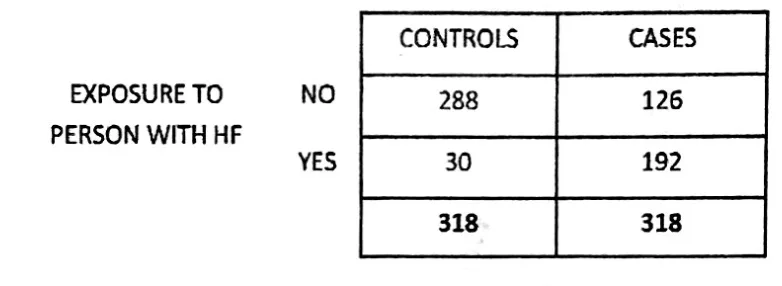 CONTROLS CASES
EXPOSURE TO NO 288 126
PERSON WITH HF
YES 30 192
318 318